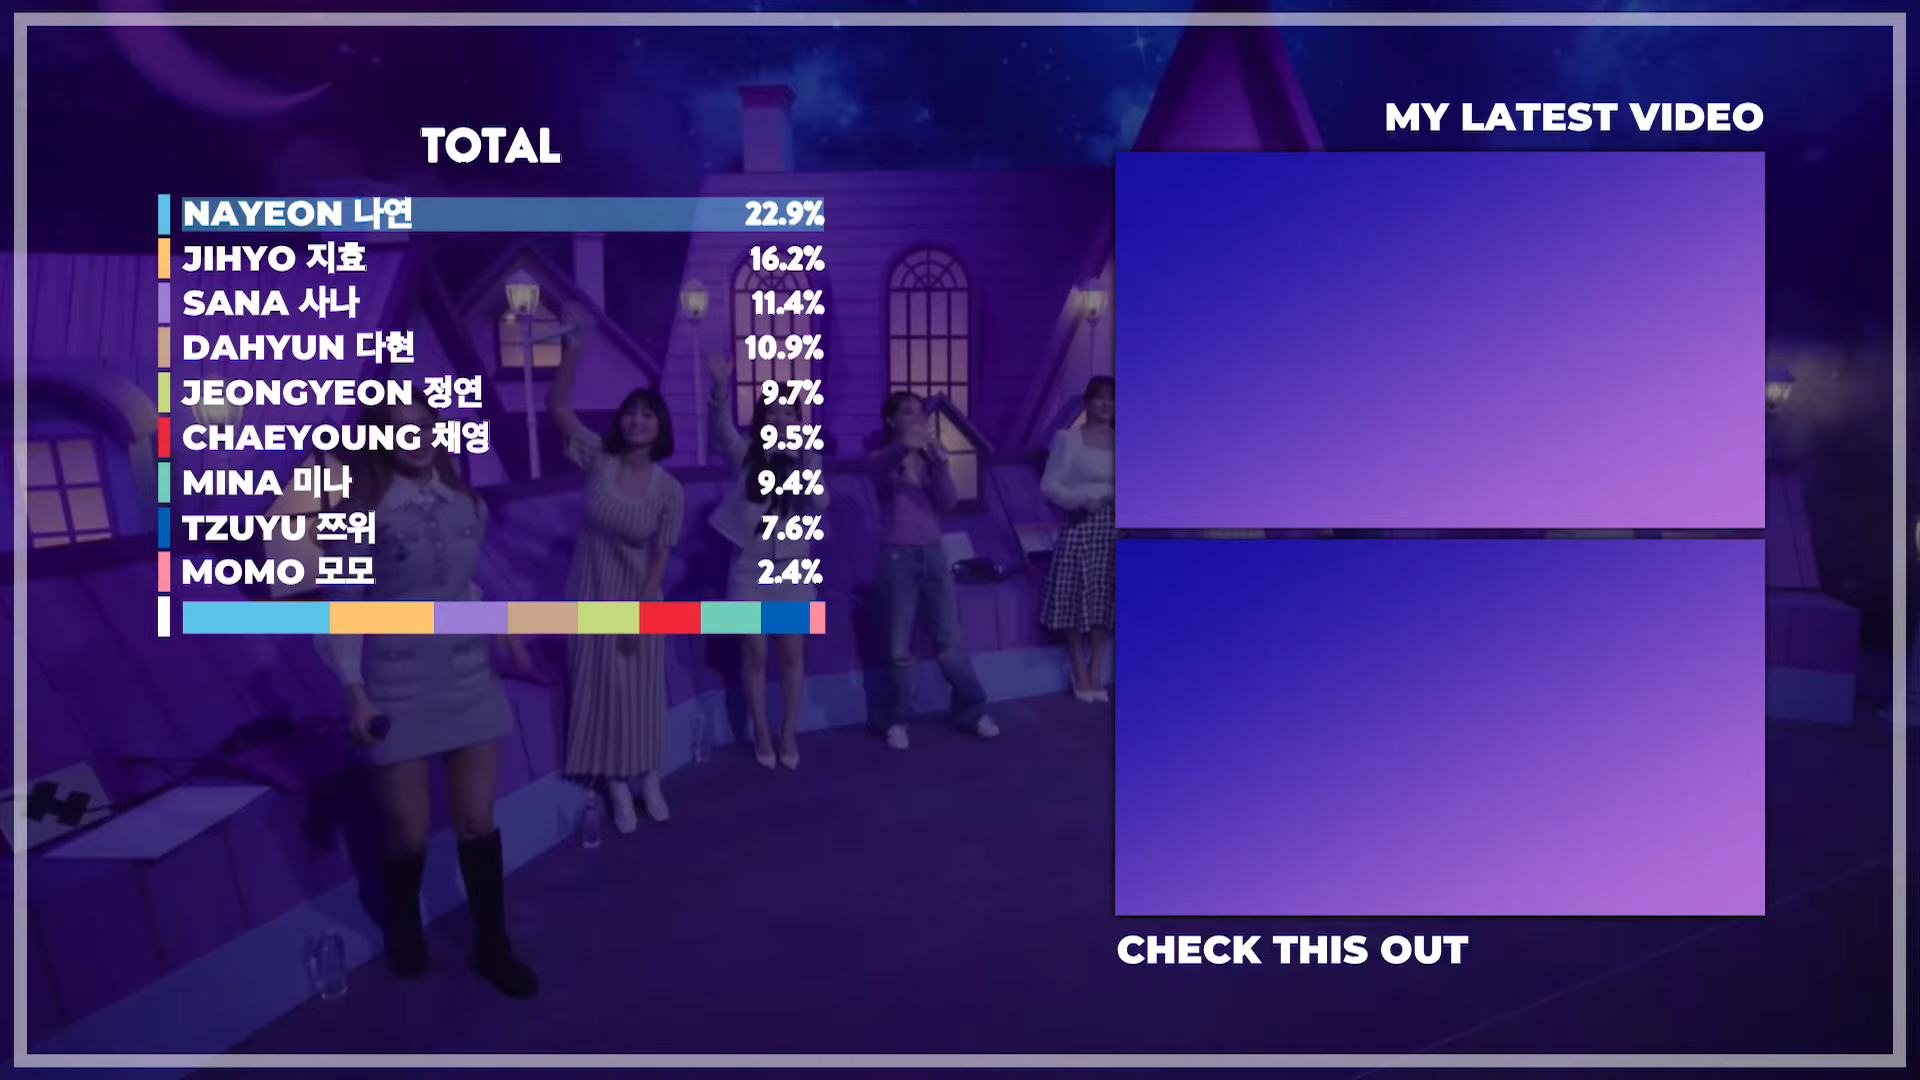 TOTAL
NAYEON 나연 22.9%
JIHYO 지효 16.2%
SANA 사나 11.4%
DAHYUN 다현 10.9%
JEONGYEON 정연 9.7%
CHAEYOUNG 채영 9.5%
MINA 미나 9.4%
TZUYU 쯔위 7.6%
MOMO 모모 2.4%
MY LATEST VIDEO
CHECK THIS OUT